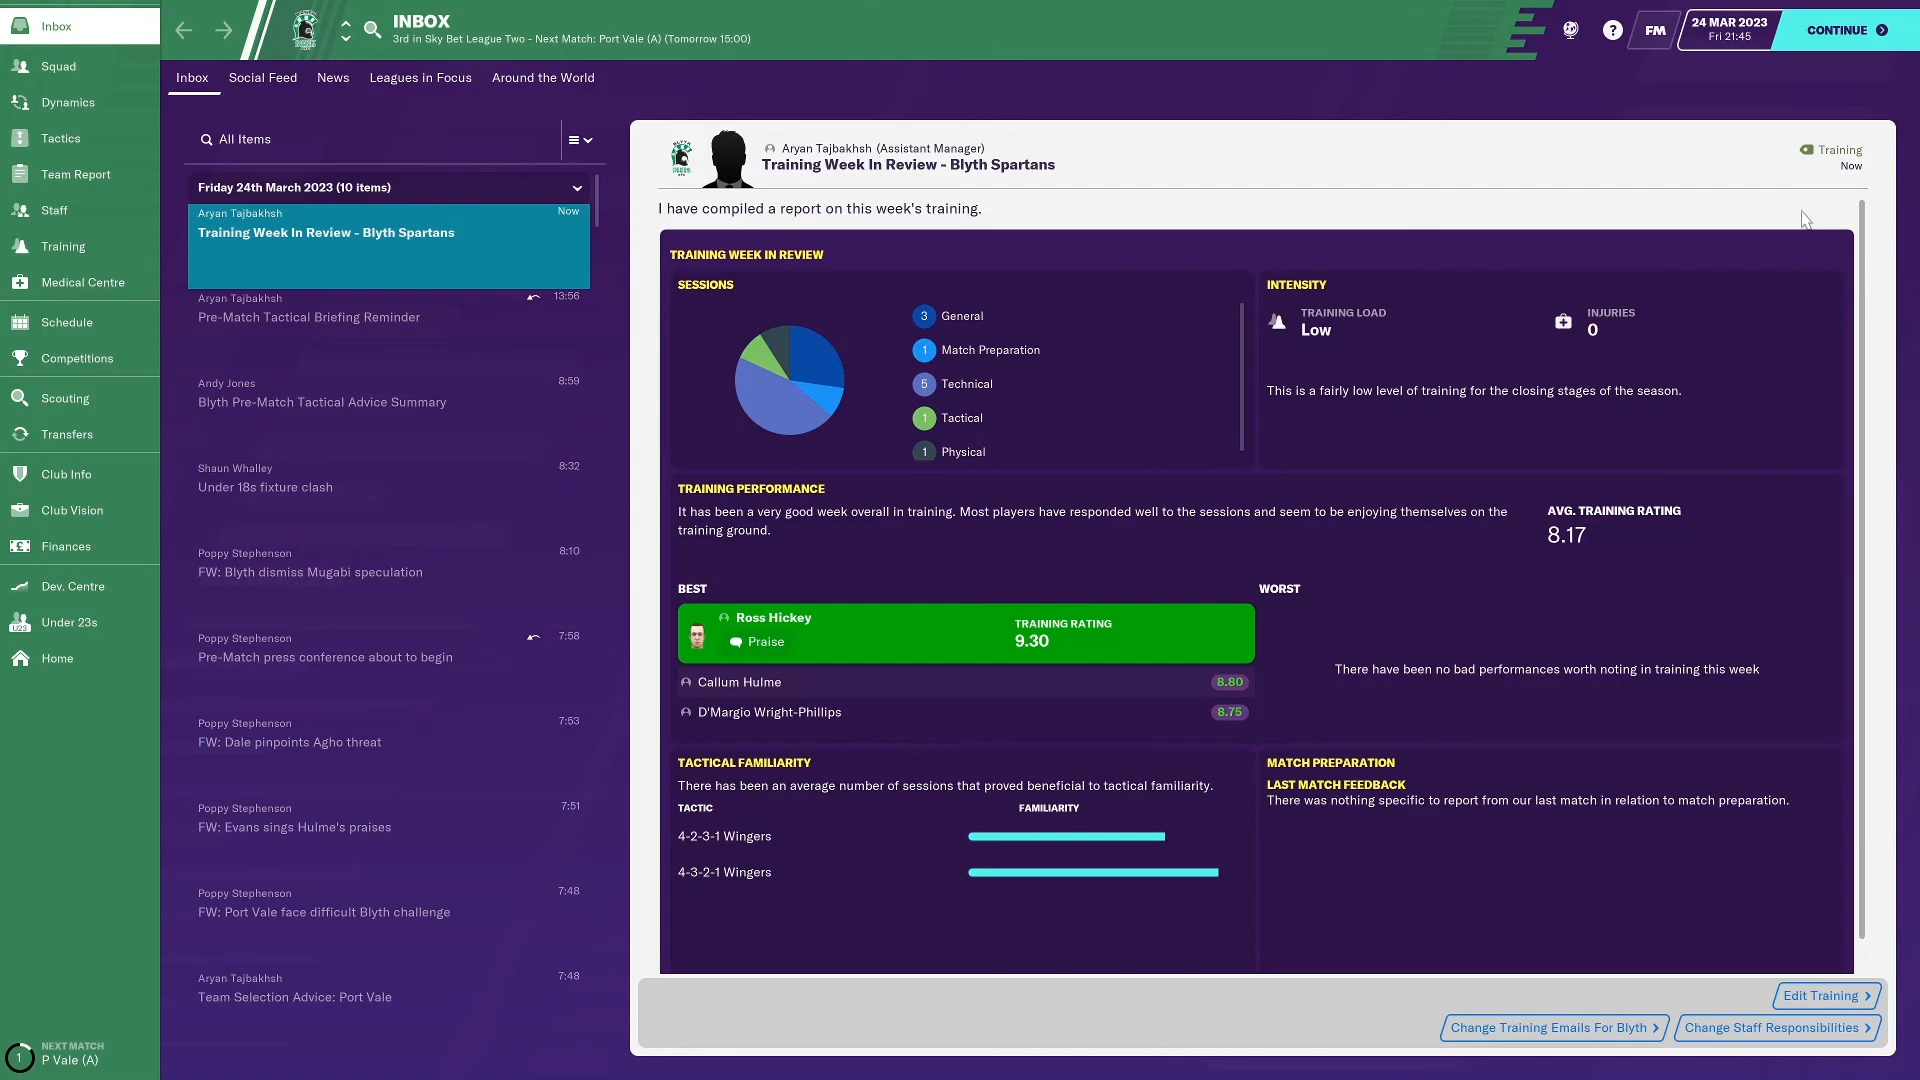 Inbox
Squad
Dynamics
Tactics
Team Report
Staff
Training
Medical Centre
Schedule
Competitions
Scouting
Transfers
Club Info
Club Vision
Finances
Dev. Centre
U23
Under 23s
Home
1
NEXT MATCH
P Vale (A)
INBOX
3rd in Sky Bet League Two - Next Match: Port Vale (A) (Tomorrow 15:00)
?
FM
24 MAR 2023
Fri 21:45
CONTINUE
Inbox Social Feed News Leagues in Focus Around the World
All Items
Friday 24th March 2023 (10 items)
Aryan Tajbakhsh Now
Training Week In Review - Blyth Spartans
Aryan Tajbakhsh 13:56
Pre-Match Tactical Briefing Reminder
Andy Jones 8:59
Blyth Pre-Match Tactical Advice Summary
Shaun Whalley 8:32
Under 18s fixture clash
Poppy Stephenson 8:10
FW: Blyth dismiss Mugabi speculation
Poppy Stephenson 7:58
Pre-Match press conference about to begin
Poppy Stephenson 7:53
FW: Dale pinpoints Agho threat
Poppy Stephenson 7:51
FW: Evans sings Hulme's praises
Poppy Stephenson 7:48
FW: Port Vale face difficult Blyth challenge
Aryan Tajbakhsh 7:48
Team Selection Advice: Port Vale
Aryan Tajbakhsh (Assistant Manager)
Training Week In Review - Blyth Spartans
Training
Now
I have compiled a report on this week's training.
TRAINING WEEK IN REVIEW
SESSIONS
3 General
1 Match Preparation
5 Technical
1 Tactical
1 Physical
INTENSITY
TRAINING LOAD
Low
INJURIES
0
This is a fairly low level of training for the closing stages of the season.
TRAINING PERFORMANCE
It has been a very good week overall in training. Most players have responded well to the sessions and seem to be enjoying themselves on the
training ground.
AVG. TRAINING RATING
8.17
BEST
Ross Hickey
Praise
TRAINING RATING
9.30
Callum Hulme 8.80
D'Margio Wright-Phillips 8.75
WORST
There have been no bad performances worth noting in training this week
TACTICAL FAMILIARITY
There has been an average number of sessions that proved beneficial to tactical familiarity.
TACTIC FAMILIARITY
4-2-3-1 Wingers
4-3-2-1 Wingers
MATCH PREPARATION
LAST MATCH FEEDBACK
There was nothing specific to report from our last match in relation to match preparation.
Edit Training
Change Training Emails For Blyth
Change Staff Responsibilities